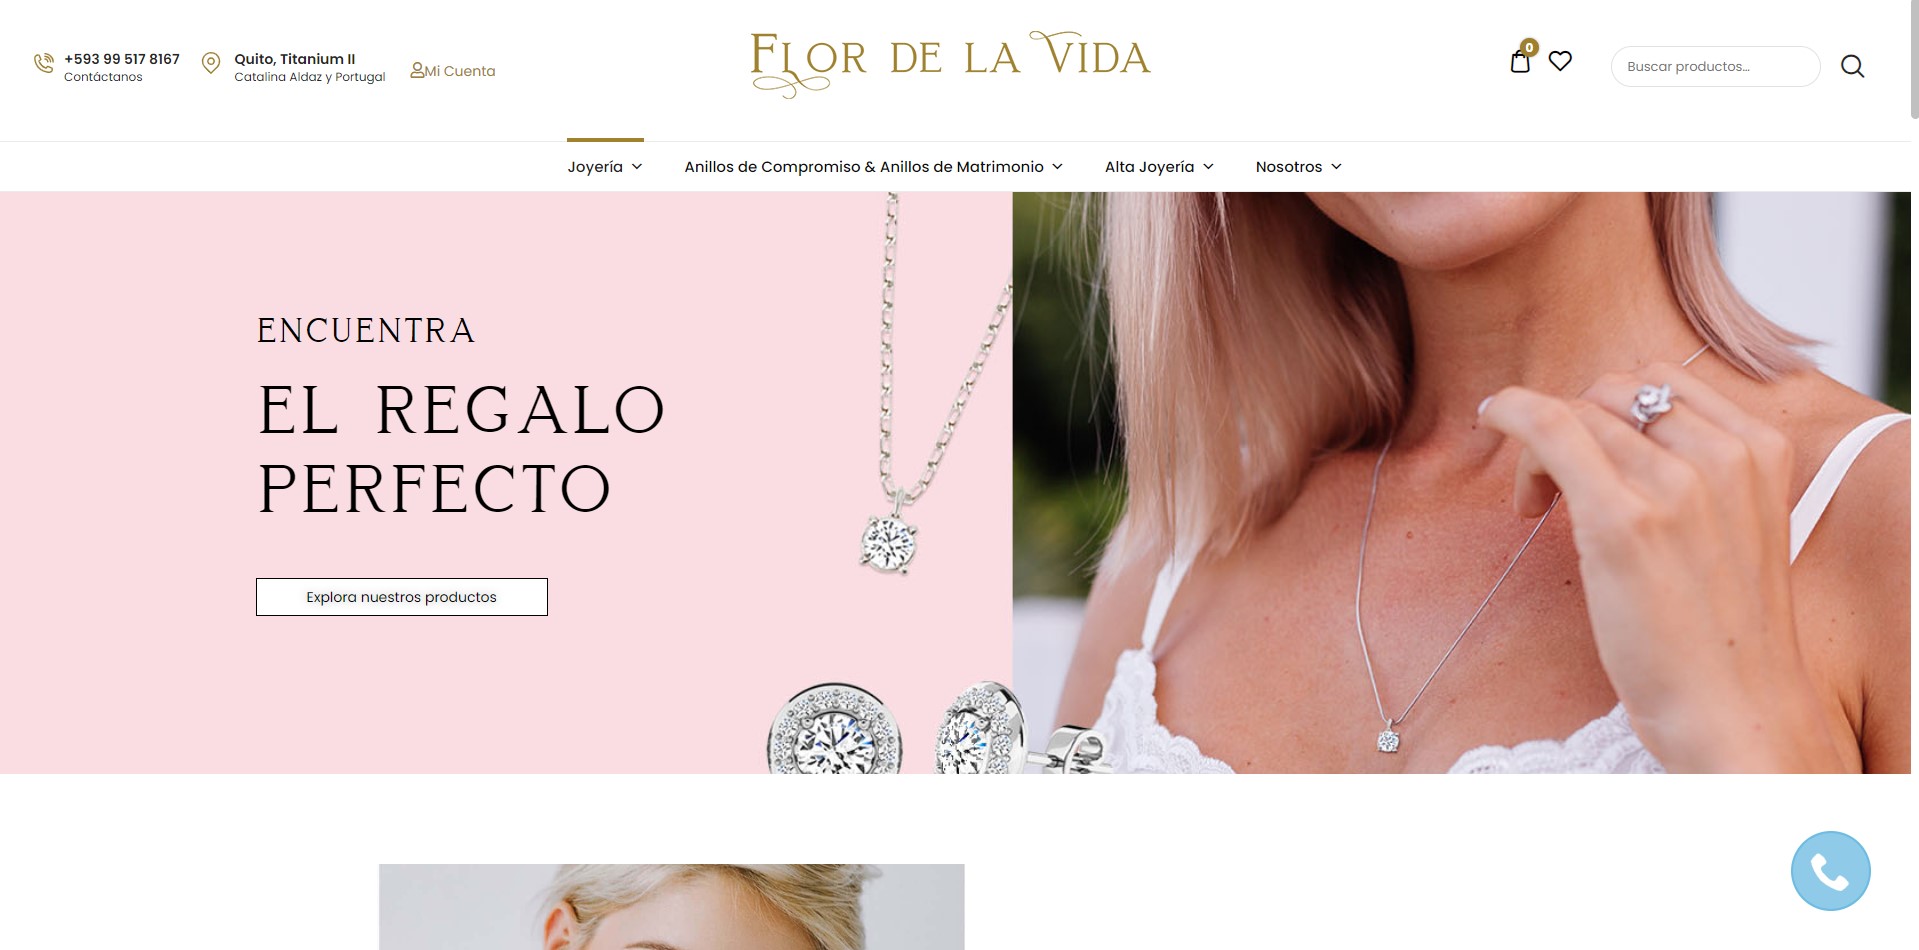 +593 99 517 8167
Contáctanos
Quito, Titanium II
Catalina Aldaz y Portugal
Mi Cuenta
FLOR DE LA VIDA
0
Buscar productos...
Joyería
Anillos de Compromiso & Anillos de Matrimonio
Alta Joyería
Nosotros
ENCUENTRA
EL REGALO
PERFECTO
Explora nuestros productos